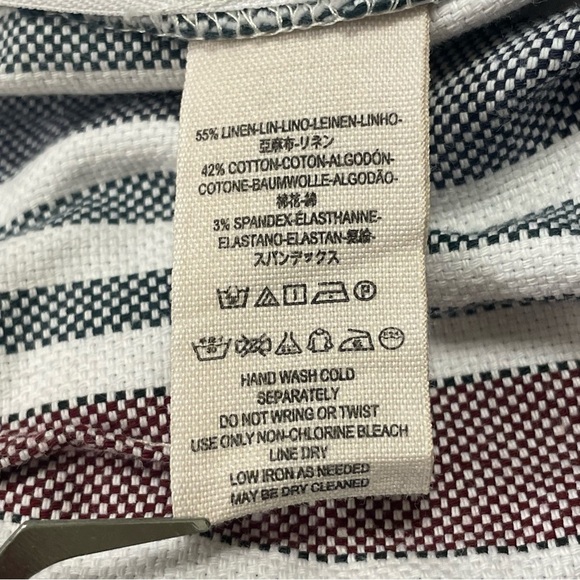 55% LINEN-LIN-LINO-LEINEN-LINHO-
亞麻布-リネン
42% COTTON-COTON-ALGODÓN-
COTONE-BAUMWOLLE-ALGODÃO-
棉花-綿
3% SPANDEX-ÉLASTHANNE-
ELASTANO-ELASTAN-
スパンデックス
HAND WASH COLD
SEPARATELY
DO NOT WRING OR TWIST
USE ONLY NON-CHLORINE BLEACH
LINE DRY
LOW IRON AS NEEDED
MAY BE DRY CLEANED